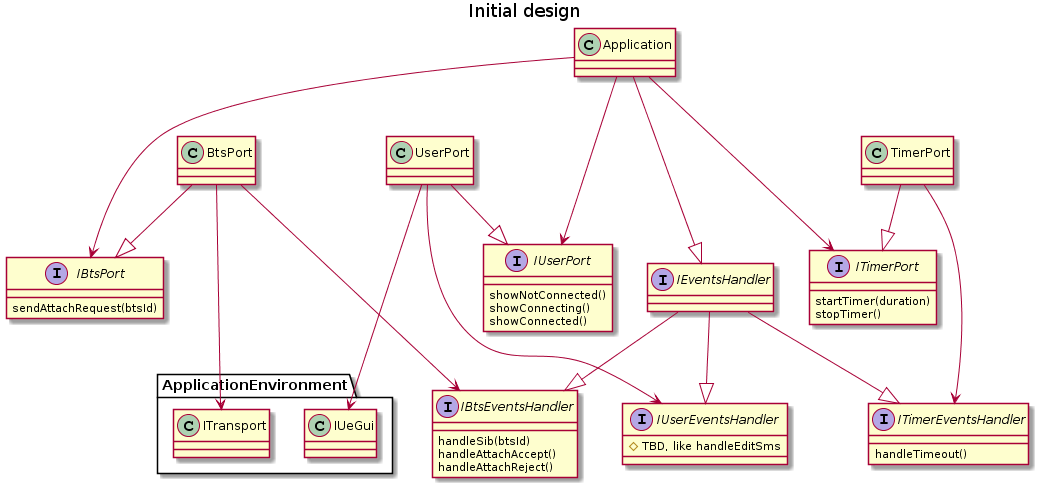 Initial design
C Application
C BtsPort
C UserPort
C TimerPort
I IBtsPort
sendAttachRequest(btsId)
I IUserPort
showNotConnected()
showConnecting()
showConnected()
I IEventsHandler
I ITimerPort
startTimer(duration)
stopTimer()
ApplicationEnvironment
C ITransport
C IUeGui
I IBtsEventsHandler
handleSib(btsId)
handleAttachAccept()
handleAttachReject()
I IUserEventsHandler
TBD, like handleEditSms
I ITimerEventsHandler
handleTimeout()